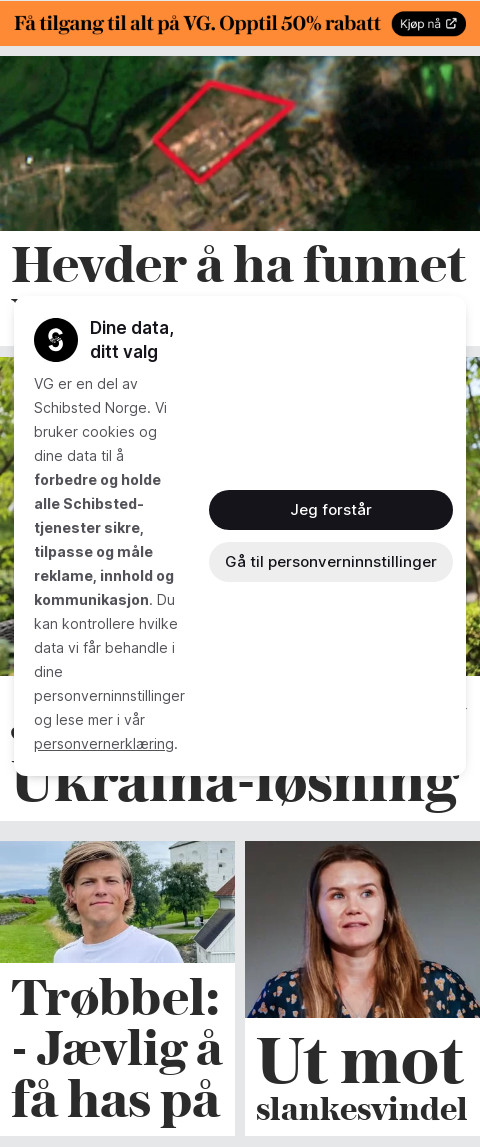 Få tilgang til alt på VG. Opptil 50% rabatt
Kjøp nå
Hevder å ha funnet
Dine data,
ditt valg
VG er en del av
Schibsted Norge. Vi
bruker cookies og
dine data til å
forbedre og holde
alle Schibsted-
tjenester sikre,
tilpasse og måle
reklame, innhold og
kommunikasjon. Du
kan kontrollere hvilke
data vi får behandle i
dine
personverninnstillinger
og lese mer i vår
personvernerklæring.
Jeg forstår
Gå til personverninnstillinger
Ukraina-løsning
Trøbbel:
- Jævlig å
få has på
Ut mot
slankesvindel